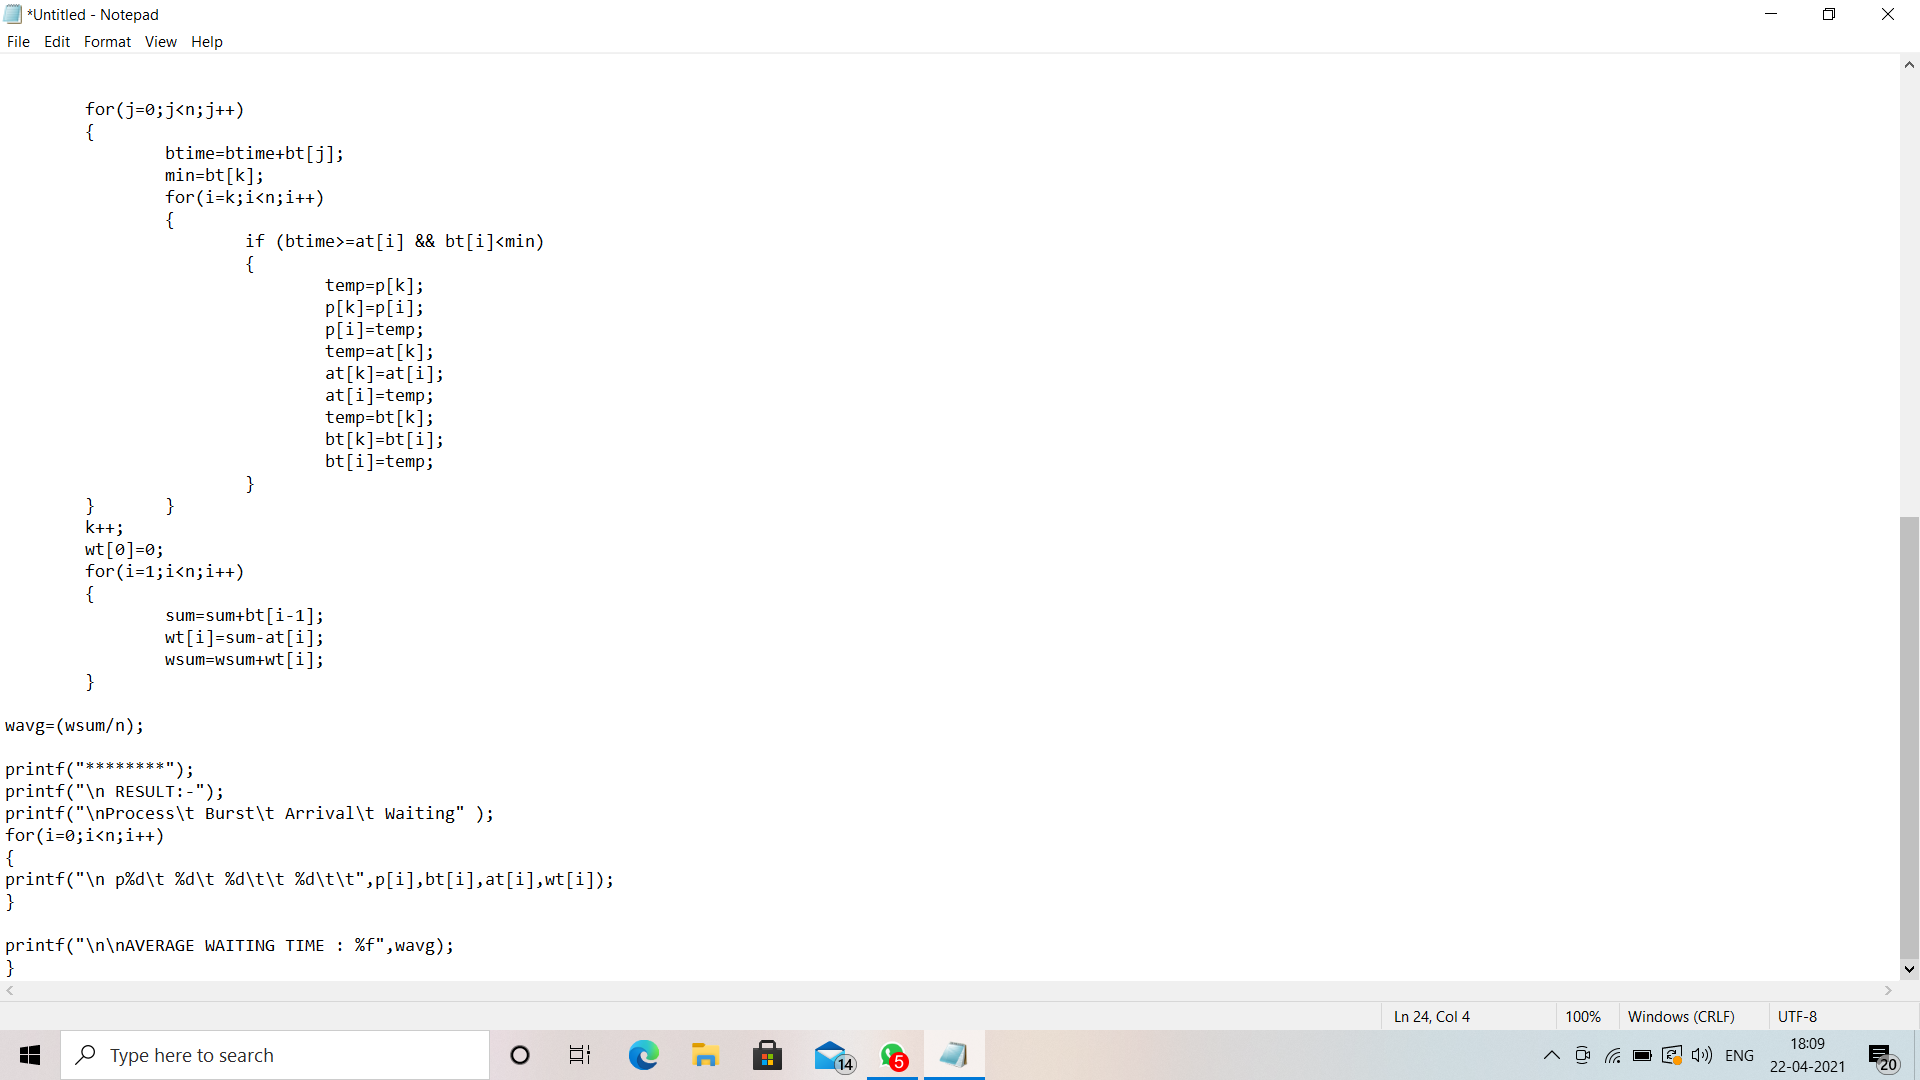 *Untitled - Notepad
File Edit Format View Help
for(j=0;j<n;j++)
{
btime=btime+bt[j];
min=bt[k];
for(i=k;i<n;i++)
{
if (btime>=at[i] && bt[i]<min)
{
temp=p[k];
p[k]=p[i];
p[i]=temp;
temp=at[k];
at[k]=at[i];
at[i]=temp;
temp=bt[k];
bt[k]=bt[i];
bt[i]=temp;
}
} }
k++;
wt[0]=0;
for(i=1;i<n;i++)
{
sum=sum+bt[i-1];
wt[i]=sum-at[i];
wsum=wsum+wt[i];
}
wavg=(wsum/n);
printf("********");
printf("\n RESULT:-");
printf("\nProcess\t Burst\t Arrival\t Waiting" );
for(i=0;i<n;i++)
{
printf("\n p%d\t %d\t %d\t\t %d\t\t",p[i],bt[i],at[i],wt[i]);
}
printf("\n\nAVERAGE WAITING TIME : %f",wavg);
}
Ln 24, Col 4 100% Windows (CRLF) UTF-8
Type here to search 14 5 ENG 18:09 22-04-2021 20